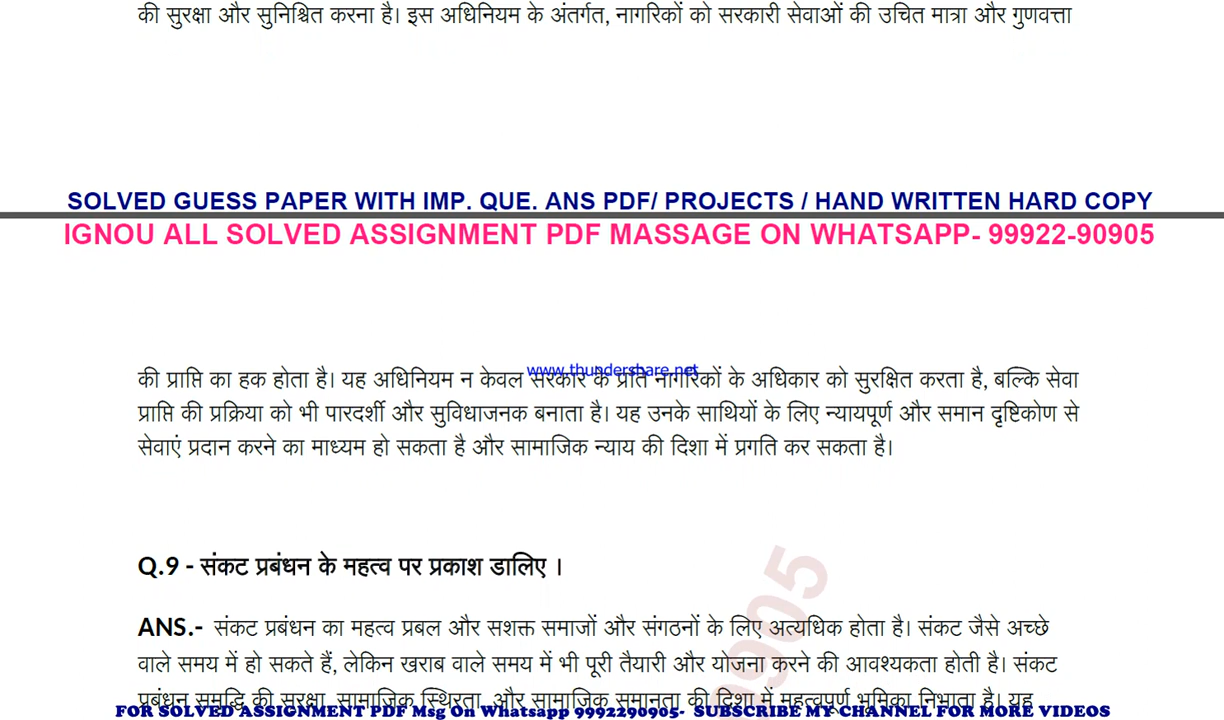 की सुरक्षा और सुनिश्चित करना है। इस अधिनियम के अंतर्गत, नागरिकों को सरकारी सेवाओं की उचित मात्रा और गुणवत्ता
SOLVED GUESS PAPER WITH IMP. QUE. ANS PDF/ PROJECTS / HAND WRITTEN HARD COPY
IGNOU ALL SOLVED ASSIGNMENT PDF MASSAGE ON WHATSAPP- 99922-90905
www.thundershare.net
की प्राप्ति का हक होता है। यह अधिनियम न केवल सरकार के प्रति नागरिकों के अधिकार को सुरक्षित करता है, बल्कि सेवा
प्राप्ति की प्रक्रिया को भी पारदर्शी और सुविधाजनक बनाता है। यह उनके साथियों के लिए न्यायपूर्ण और समान दृष्टिकोण से
सेवाएं प्रदान करने का माध्यम हो सकता है और सामाजिक न्याय की दिशा में प्रगति कर सकता है।
Q.9 - संकट प्रबंधन के महत्व पर प्रकाश डालिए ।
ANS.- संकट प्रबंधन का महत्व प्रबल और सशक्त समाजों और संगठनों के लिए अत्यधिक होता है। संकट जैसे अच्छे
वाले समय में हो सकते हैं, लेकिन खराब वाले समय में भी पूरी तैयारी और योजना करने की आवश्यकता होती है। संकट
प्रबंधन समृद्धि की सुरक्षा, सामाजिक स्थिरता, और सामाजिक समानता की दिशा में महत्वपूर्ण भूमिका निभाता है। यह
FOR SOLVED ASSIGNMENT PDF Msg On Whatsapp 9992290905- SUBSCRIBE MY CHANNEL FOR MORE VIDEOS